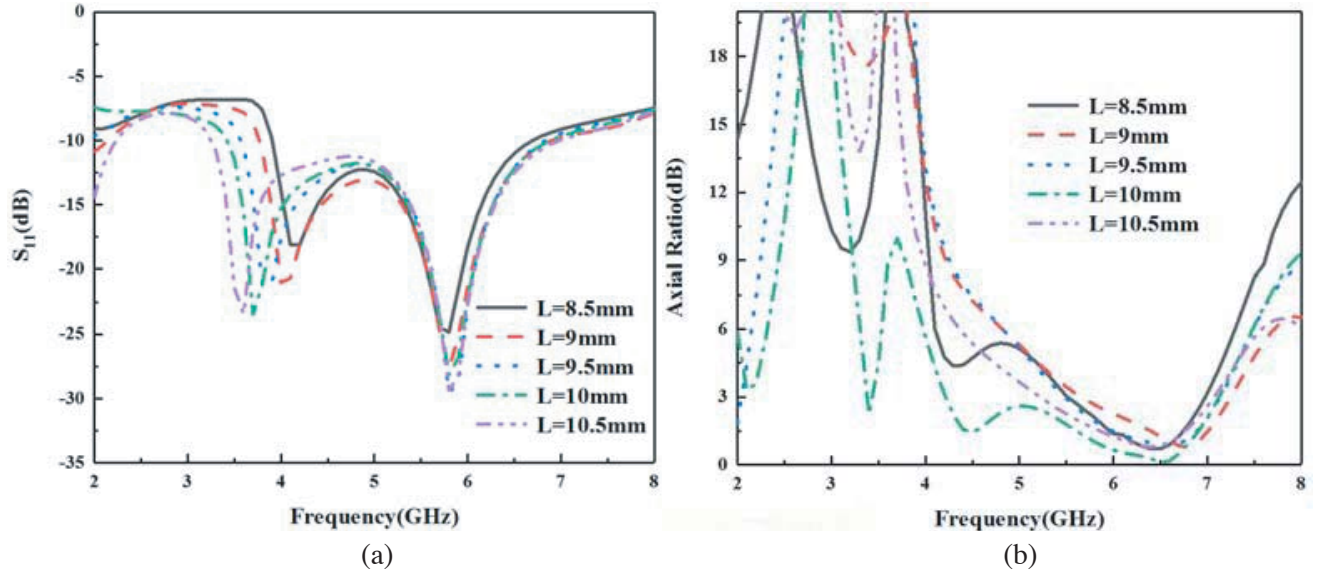 0
-5
-10
-15
-20
-25
-30
-35
S11(dB)
2 3 4 5 6 7 8
Frequency(GHz)
L=8.5mm
L=9mm
L=9.5mm
L=10mm
L=10.5mm
(a)
18
15
12
9
6
3
0
Axial Ratio(dB)
2 3 4 5 6 7 8
Frequency(GHz)
L=8.5mm
L=9mm
L=9.5mm
L=10mm
L=10.5mm
(b)